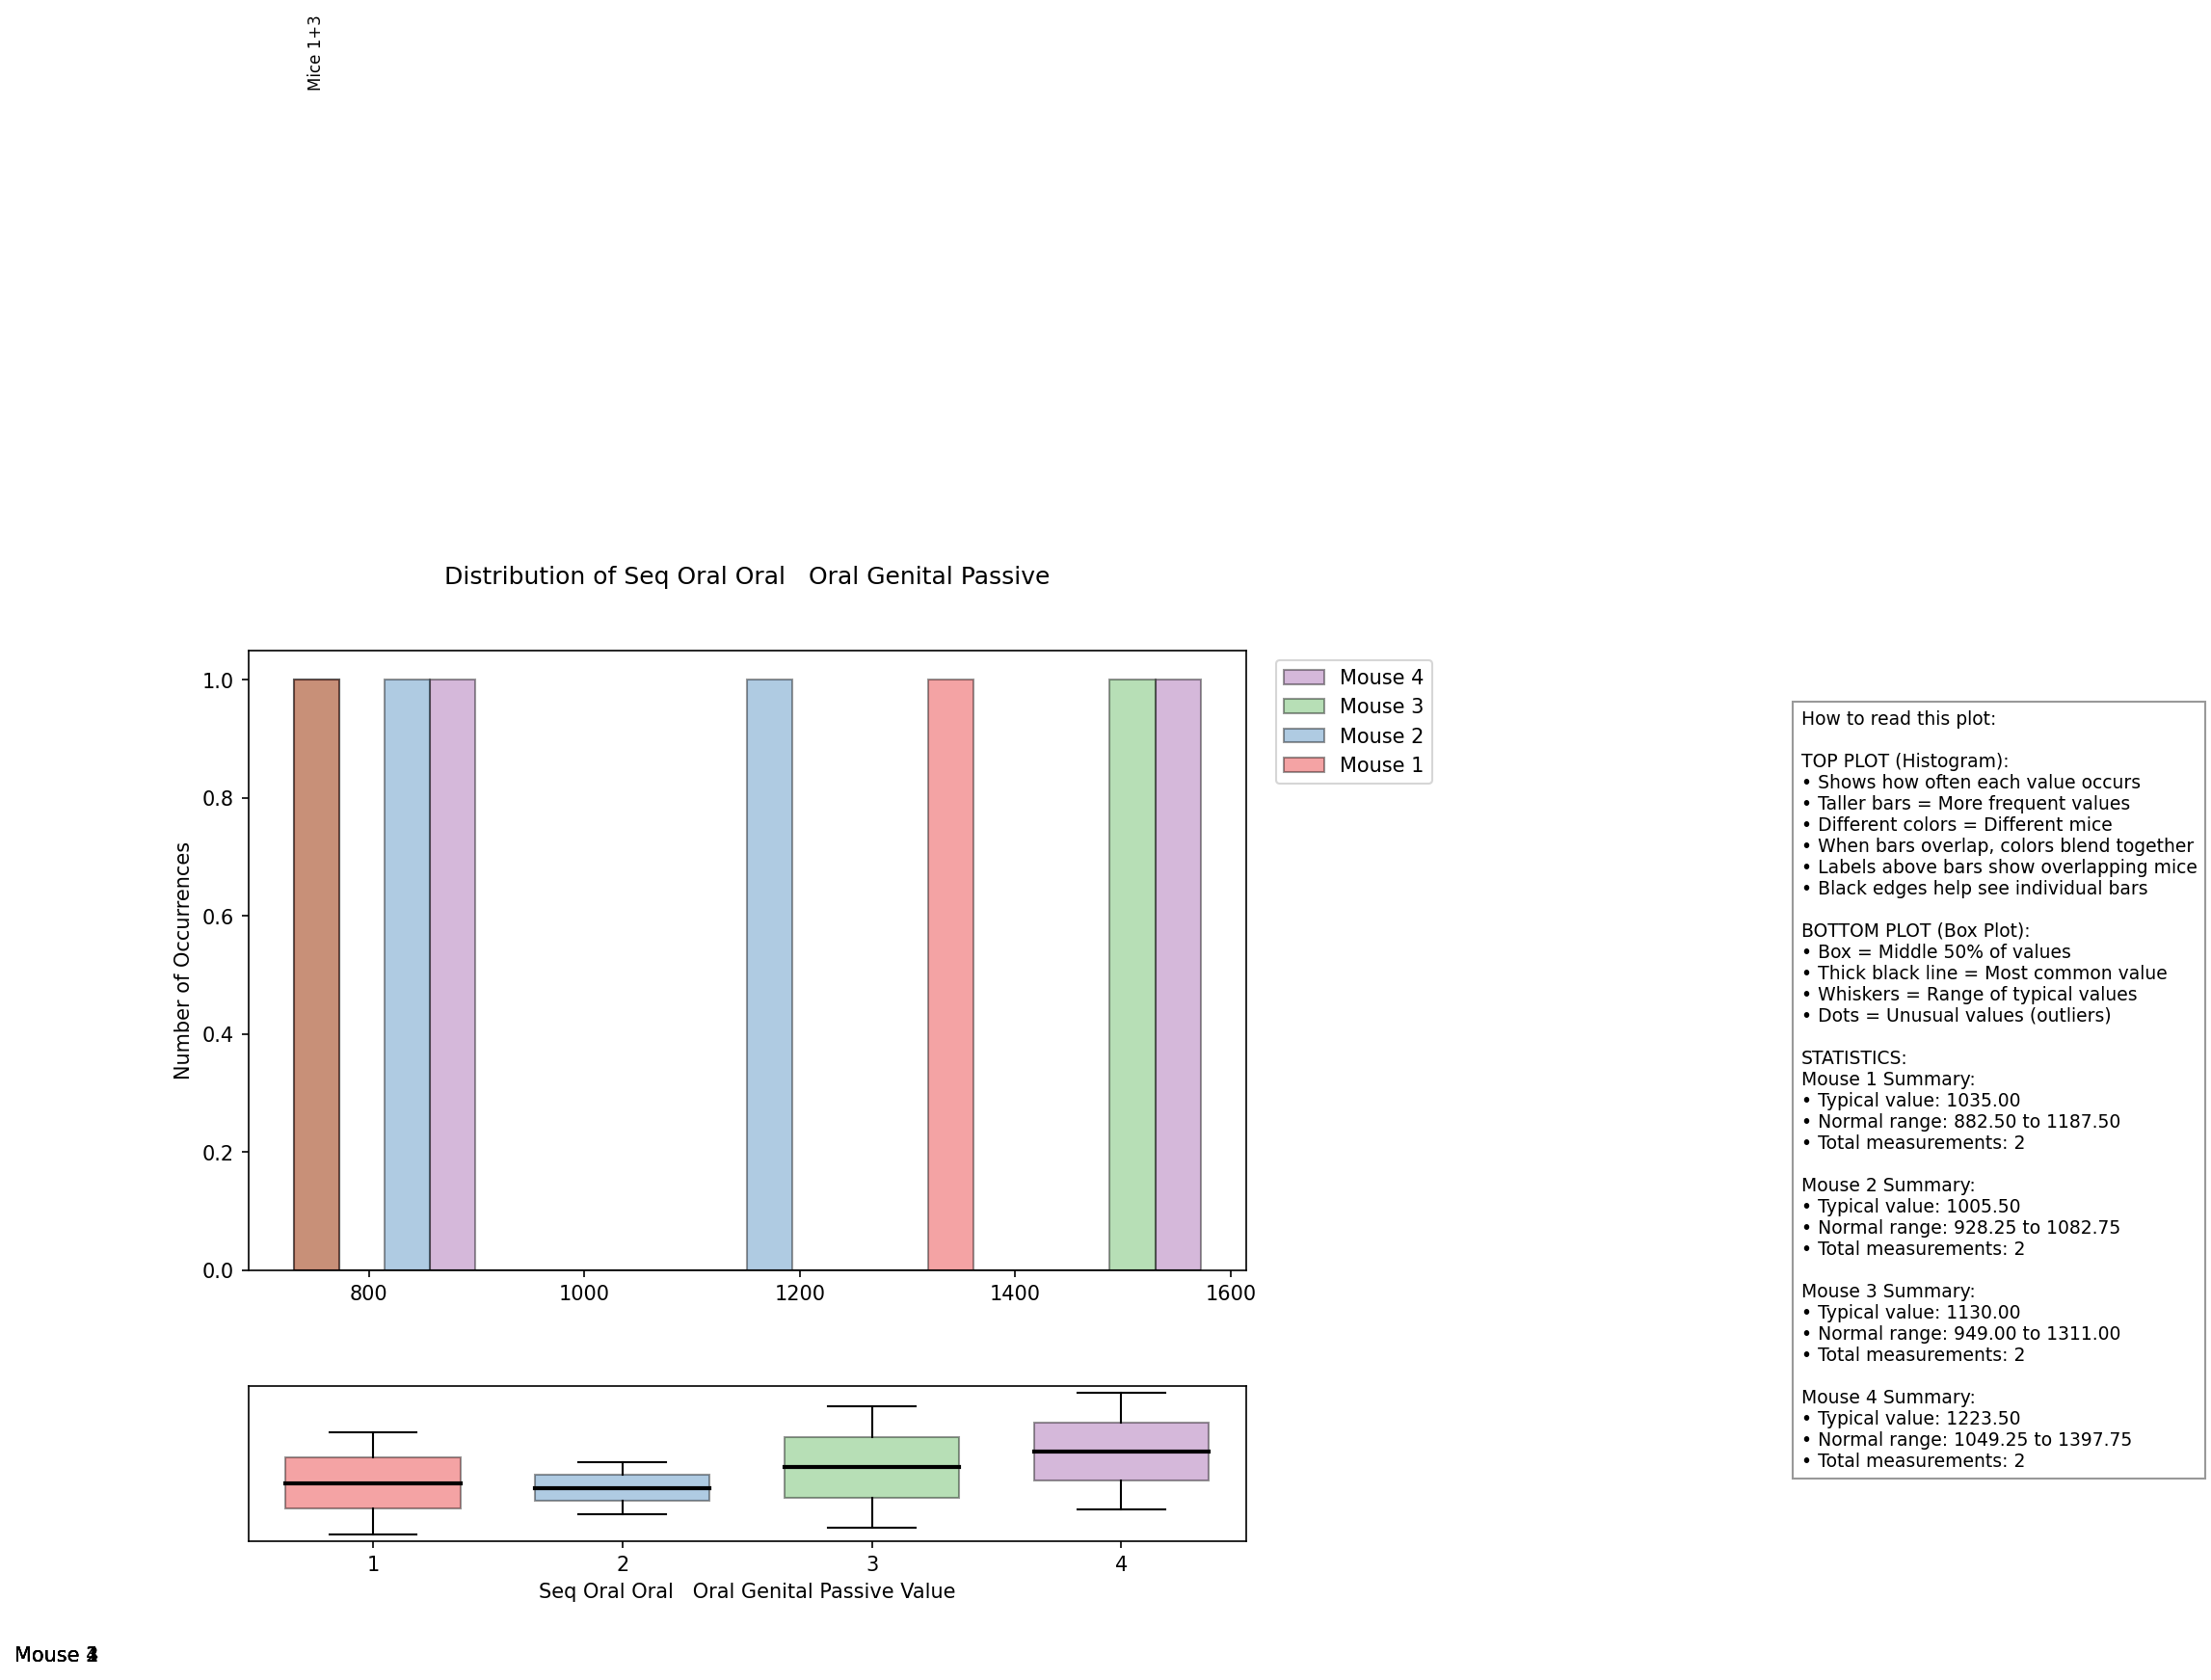 Mice 1+3
Distribution of Seq Oral Oral   Oral Genital Passive
1.0
0.8
0.6
0.4
0.2
0.0
Number of Occurrences
800 1000 1200 1400 1600
Mouse 4
Mouse 3
Mouse 2
Mouse 1
How to read this plot:
TOP PLOT (Histogram):
• Shows how often each value occurs
• Taller bars = More frequent values
• Different colors = Different mice
• When bars overlap, colors blend together
• Labels above bars show overlapping mice
• Black edges help see individual bars
BOTTOM PLOT (Box Plot):
• Box = Middle 50% of values
• Thick black line = Most common value
• Whiskers = Range of typical values
• Dots = Unusual values (outliers)
STATISTICS:
Mouse 1 Summary:
• Typical value: 1035.00
• Normal range: 882.50 to 1187.50
• Total measurements: 2
Mouse 2 Summary:
• Typical value: 1005.50
• Normal range: 928.25 to 1082.75
• Total measurements: 2
Mouse 3 Summary:
• Typical value: 1130.00
• Normal range: 949.00 to 1311.00
• Total measurements: 2
Mouse 4 Summary:
• Typical value: 1223.50
• Normal range: 1049.25 to 1397.75
• Total measurements: 2
1 2 3 4
Seq Oral Oral   Oral Genital Passive Value
Mouse